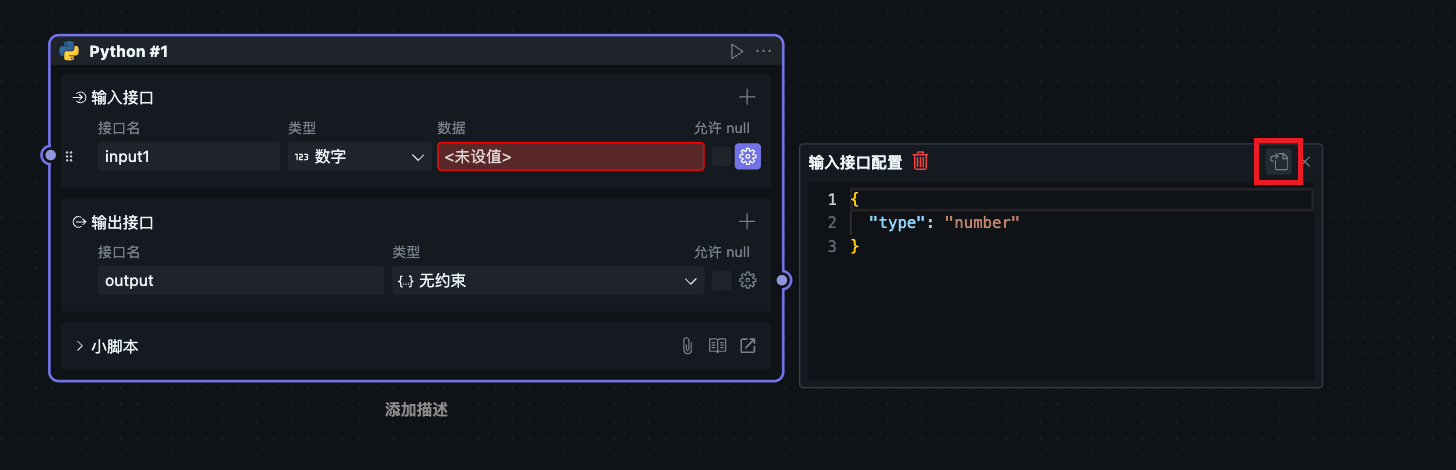 Python #1
输入接口
接口名 类型 数据 允许 null
input1 123 数字 <未设值>
输出接口
接口名 类型 允许 null
output {..} 无约束
小脚本
添加描述
输入接口配置
1 {
2 "type": "number"
3 }